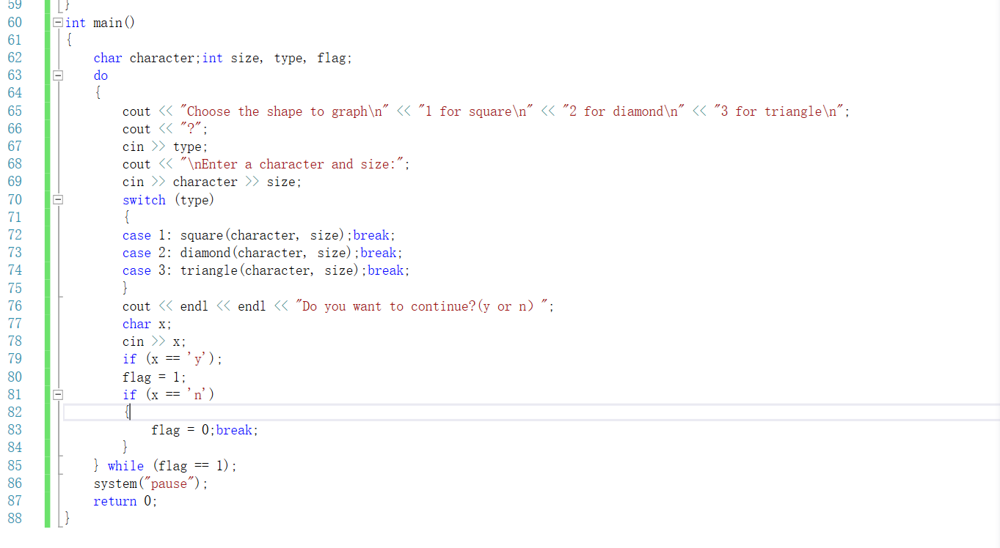 59 }
60 int main()
61 {
62 char character;int size, type, flag;
63 do
64 {
65 cout << "Choose the shape to graph\n" << "1 for square\n" << "2 for diamond\n" << "3 for triangle\n";
66 cout << "?";
67 cin >> type;
68 cout << "\nEnter a character and size:";
69 cin >> character >> size;
70 switch (type)
71 {
72 case 1: square(character, size);break;
73 case 2: diamond(character, size);break;
74 case 3: triangle(character, size);break;
75 }
76 cout << endl << endl << "Do you want to continue?(y or n) ";
77 char x;
78 cin >> x;
79 if (x == 'y');
80 flag = 1;
81 if (x == 'n')
82 {
83 flag = 0;break;
84 }
85 } while (flag == 1);
86 system("pause");
87 return 0;
88 }